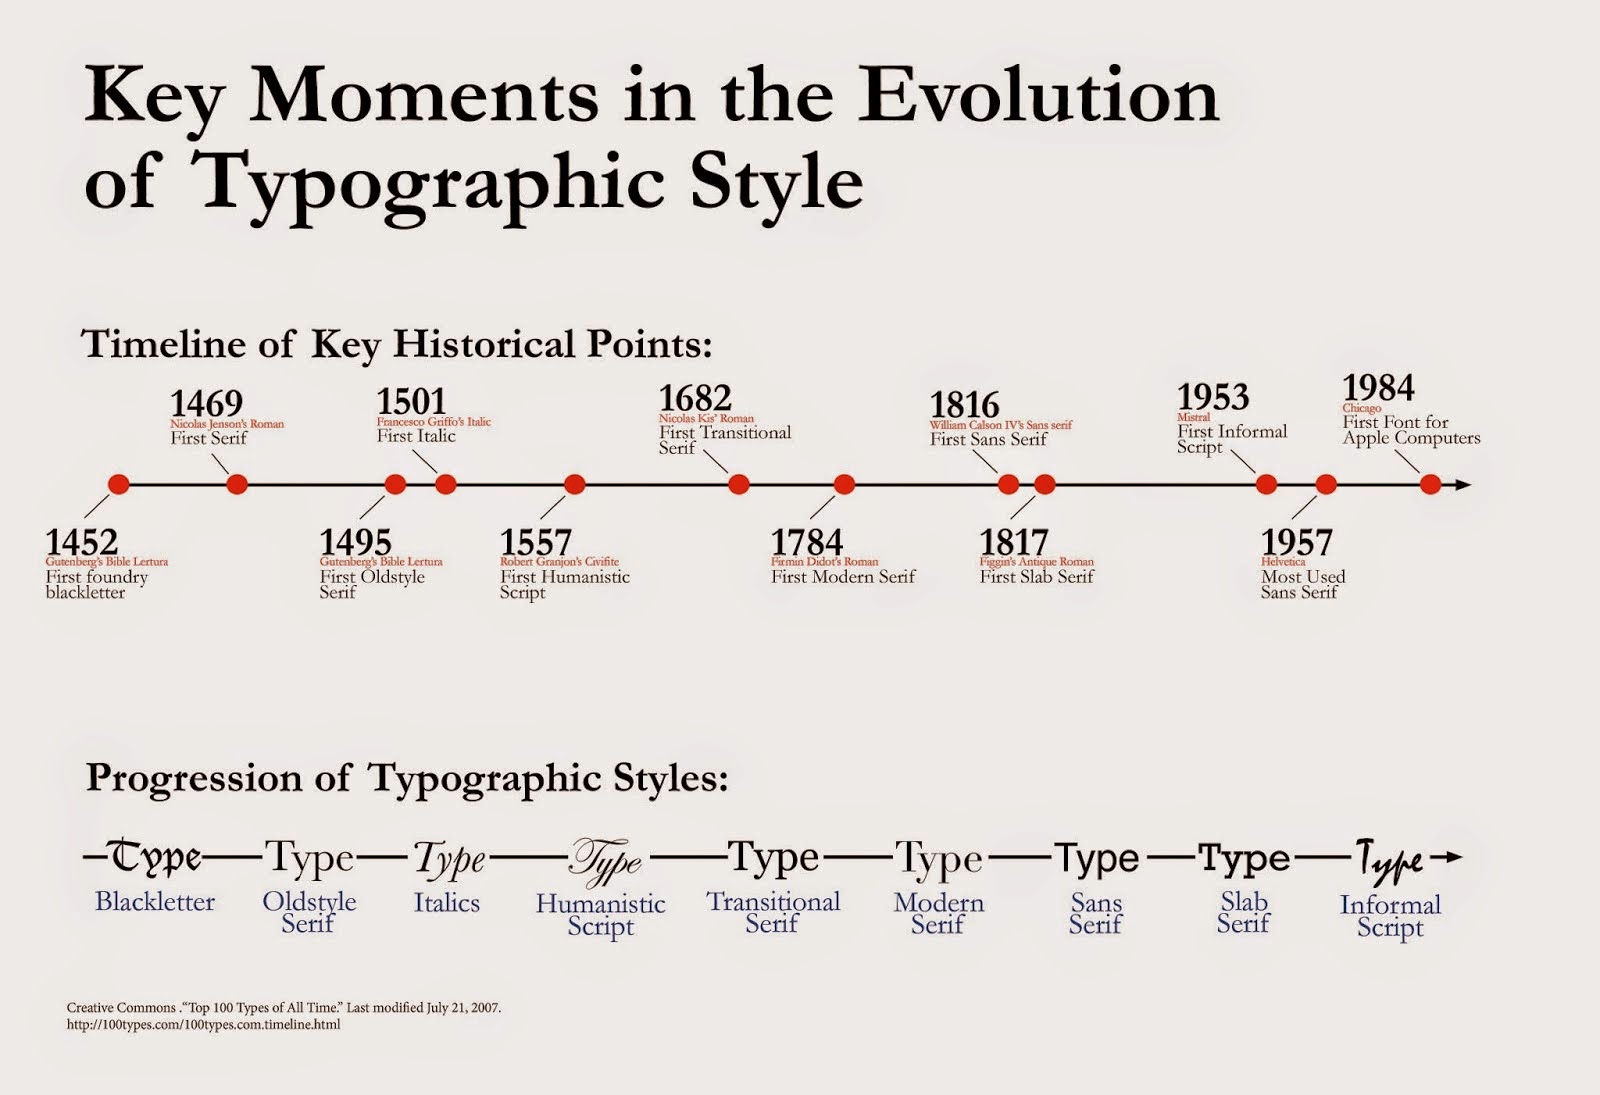 Key Moments in the Evolution
of Typographic Style
Timeline of Key Historical Points:
1469
Nicolas Jenson's Roman
First Serif
1501
Francesco Griffo's Italic
First Italic
1682
Nicolas Kis' Roman
First Transitional
Serif
1816
William Calson IV's Sans serif
First Sans Serif
1953
Mistral
First Informal
Script
1984
Chicago
First Font for
Apple Computers
1452
Gutenberg's Bible Lertura
First foundry
blackletter
1495
Gutenberg's Bible Lertura
First Oldstyle
Serif
1557
Robert Granjon's Civifite
First Humanistic
Script
1784
Firmin Didot's Roman
First Modern Serif
1817
Figgin's Antique Roman
First Slab Serif
1957
Helvetica
Most Used
Sans Serif
Progression of Typographic Styles:
Type Type Type Type Type Type Type Type Type
Blackletter
Oldstyle
Serif
Italics
Humanistic
Script
Transitional
Serif
Modern
Serif
Sans
Serif
Slab
Serif
Informal
Script
Creative Commons ."Top 100 Types of All Time." Last modified July 21, 2007.
http://100types.com/100types.com.timeline.html